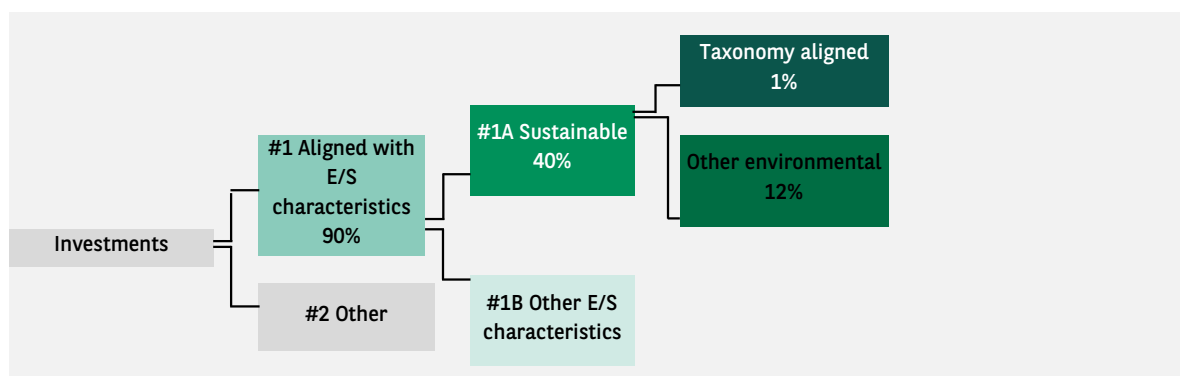 Taxonomy aligned
1%
#1A Sustainable
40%
#1 Aligned with
E/S
characteristics
90%
Other environmental
12%
Investments
#2 Other
#1B Other E/S
characteristics